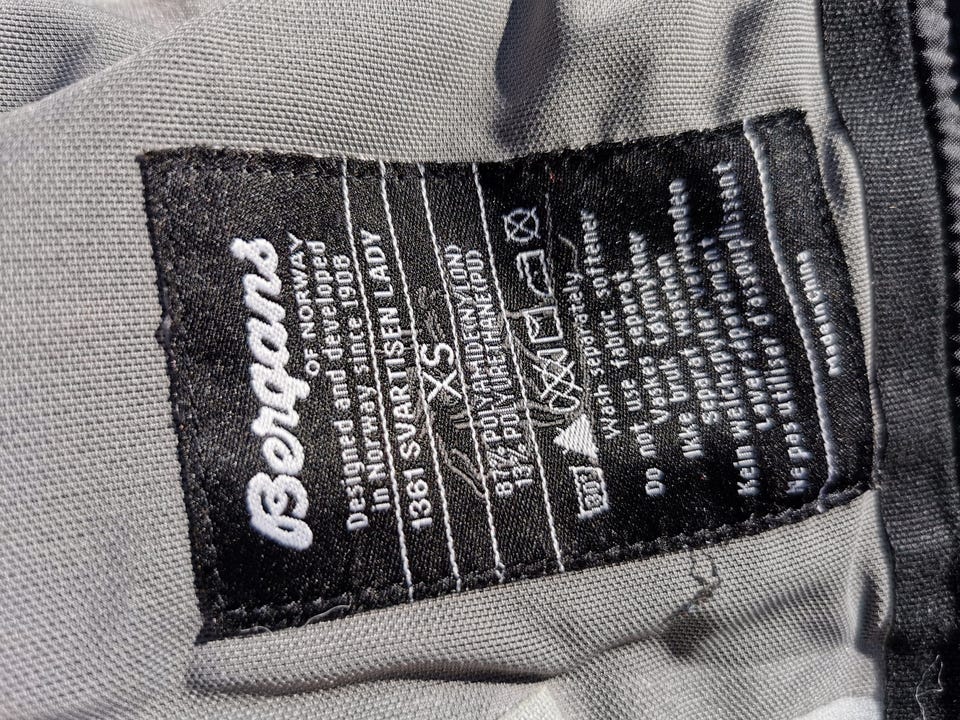 Bergans
OF NORWAY
Designed and developed
in Norway since 1908
1361 SVARTISEN LADY
XS
POLYAMIDE(NYLON)
POLYURETHANE(PU)
30°
Wash separately
Do not use fabric softener
Vaskes separat
Ikke bruk tøymykner
Separat waschen
Kein Weichspüler verwenden
Laver séparément
Ne pas utiliser d'assouplissant
Made in China